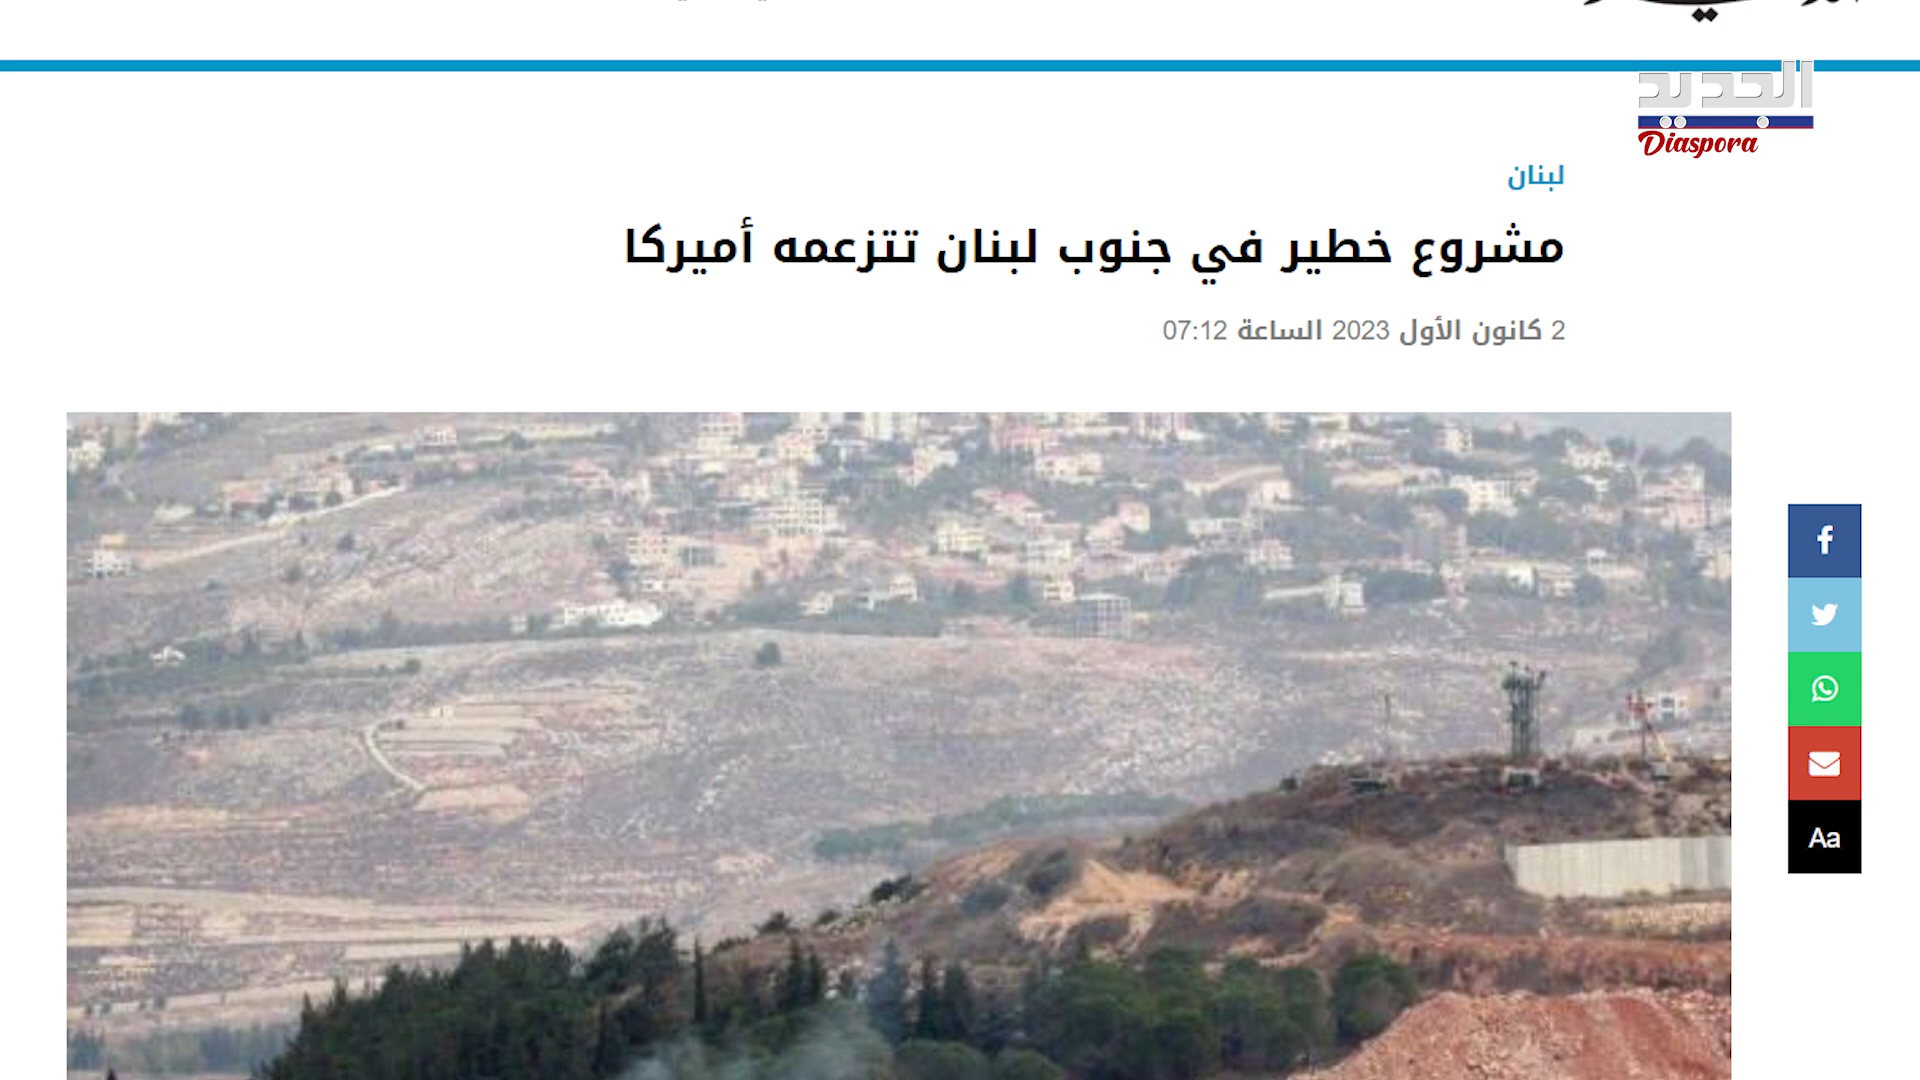 الجديد
Diaspora
لبنان
مشروع خطير في جنوب لبنان تتزعمه أميركا
2 كانون الأول 2023 الساعة 07:12
Aa